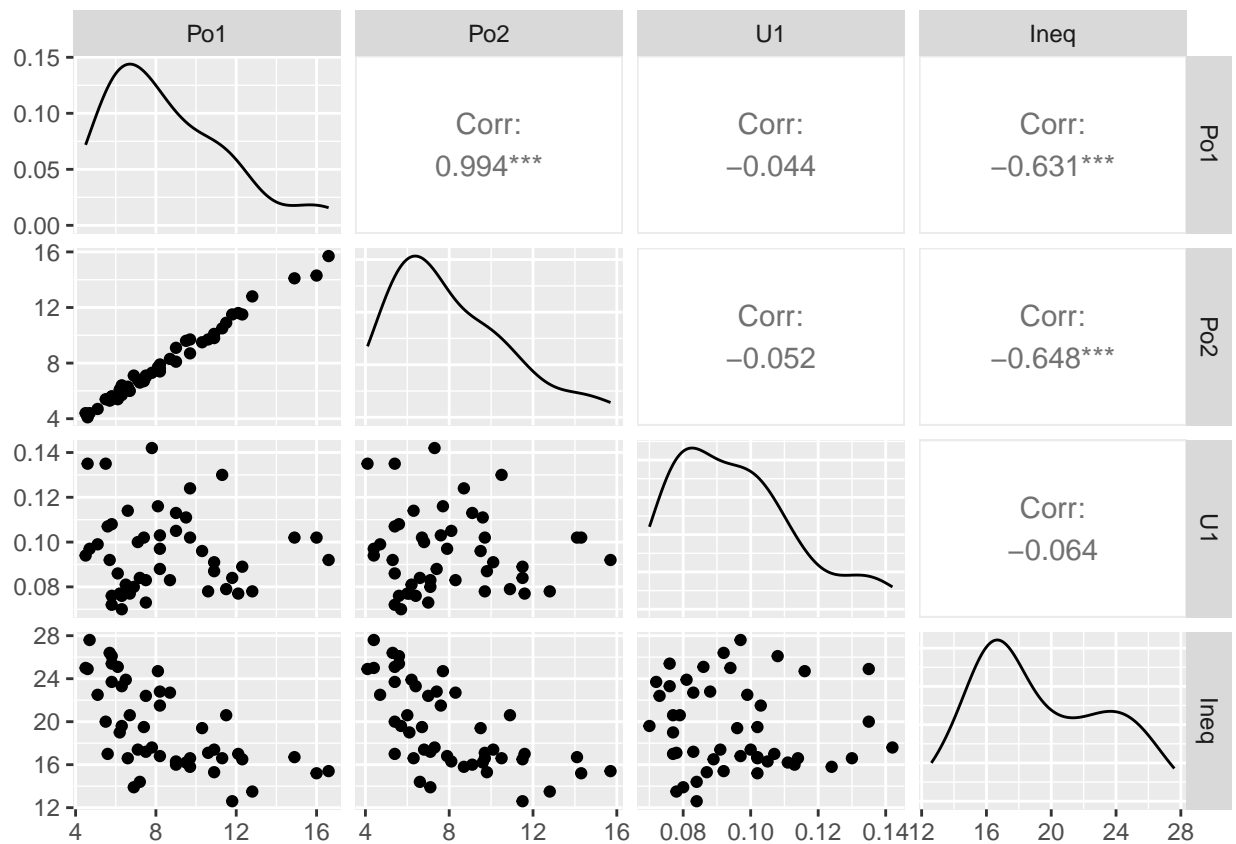 Po1 Po2 U1 Ineq
0.15
0.10
0.05
0.00
Corr:
0.994***
Corr:
−0.044
Corr:
−0.631***
Po1
16
12
8
4
Corr:
−0.052
Corr:
−0.648***
Po2
0.14
0.12
0.10
0.08
Corr:
−0.064
U1
28
24
20
16
12
Ineq
4 8 12 16
4 8 12 16
0.08 0.10 0.12 0.14
12 16 20 24 28